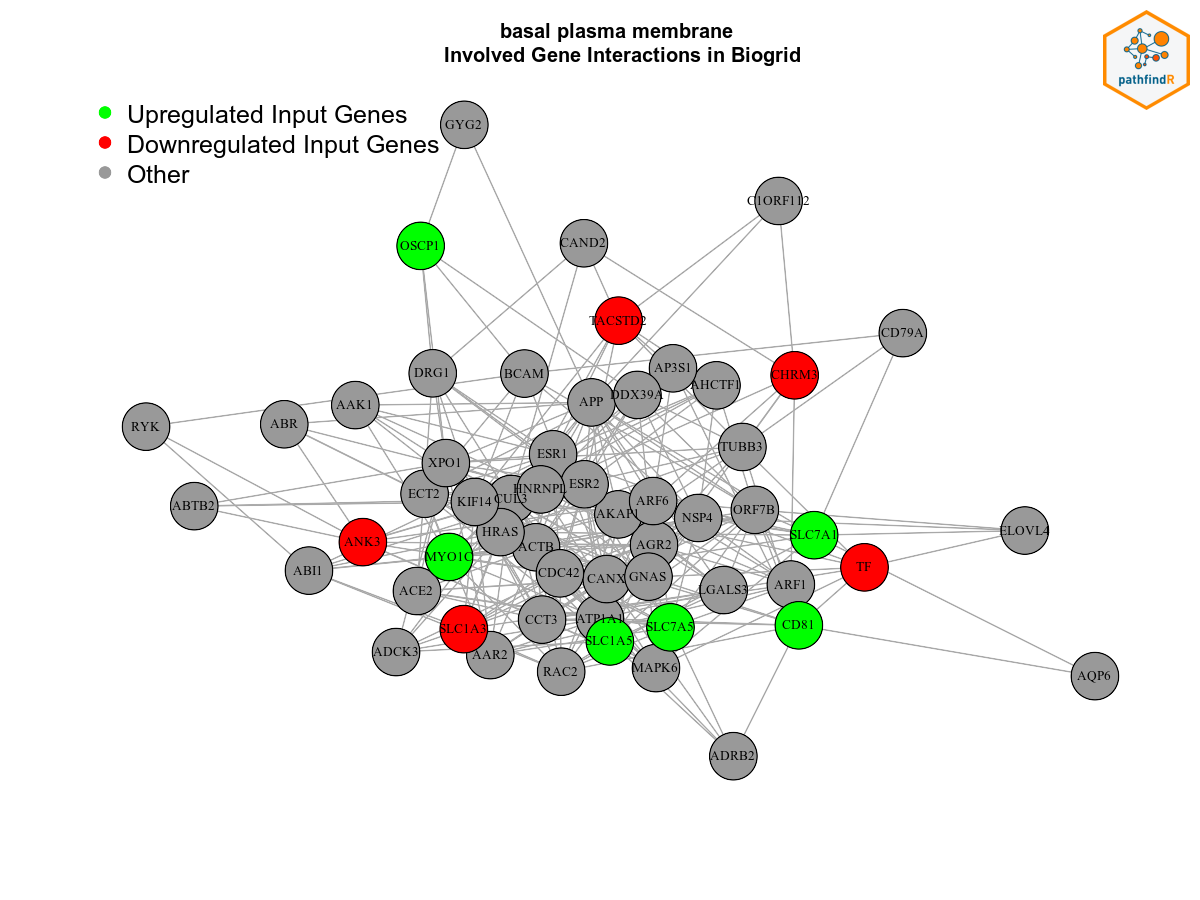 basal plasma membrane
Involved Gene Interactions in Biogrid
pathfindR
Upregulated Input Genes
Downregulated Input Genes
Other
GYG2
C1ORF112
OSCP1
CAND2
TACSTD2
CD79A
DRG1
BCAM
AP3S1
CHRM3
AHCTF1
DDX39A
APP
AAK1
RYK
ABR
TUBB3
ESR1
XPO1
ESR2
HNRNPL
ECT2
KIF14
CUL3
ARF6
AKAP1
NSP4
ORF7B
ABTB2
ELOVL4
HRAS
SLC7A1
ANK3
ACTB
AGR2
MYO1C
TF
ABI1
CDC42
CANX
GNAS
ARF1
ACE2
LGALS3
CCT3
ATP1A1
SLC1A3
SLC7A5
CD81
SLC1A5
ADCK3
AAR2
RAC2
MAPK6
AQP6
ADRB2